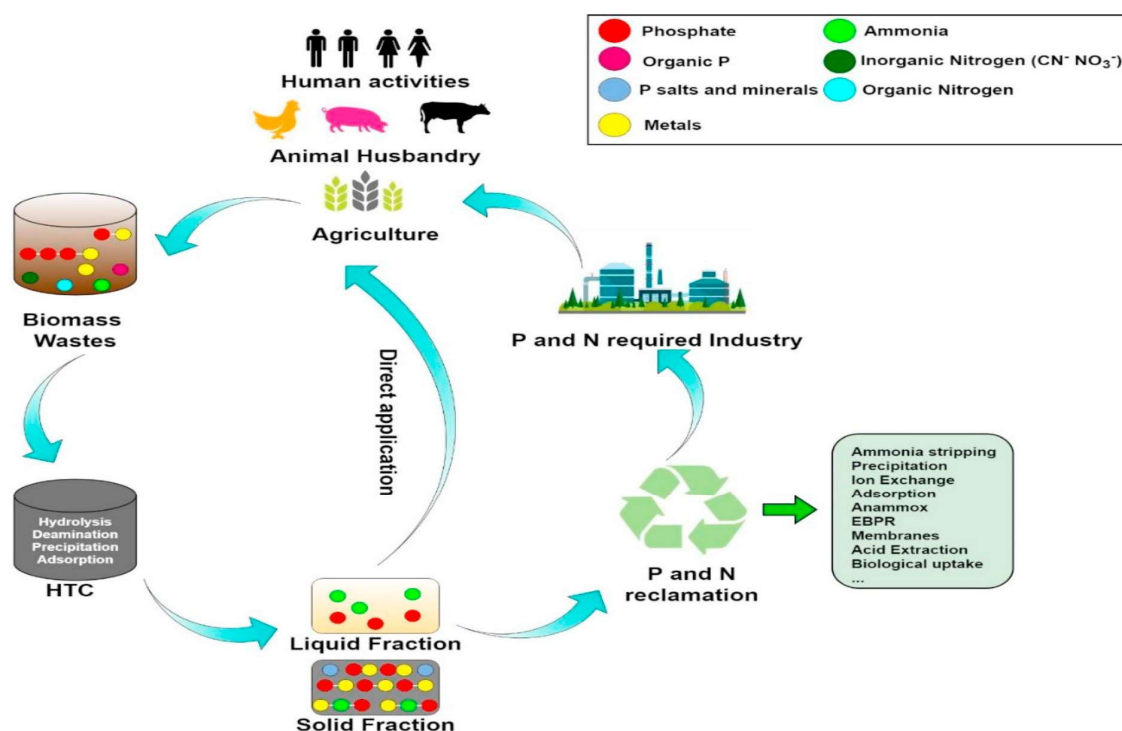 Phosphate
Ammonia
Organic P
Inorganic Nitrogen (CN⁻ NO₃⁻)
P salts and minerals
Organic Nitrogen
Metals
Human activities
Animal Husbandry
Agriculture
Biomass
Wastes
P and N required Industry
Direct application
Hydrolysis
Deamination
Precipitation
Adsorption
HTC
Liquid Fraction
Solid Fraction
P and N
reclamation
Ammonia stripping
Precipitation
Ion Exchange
Adsorption
Anammox
EBPR
Membranes
Acid Extraction
Biological uptake
...